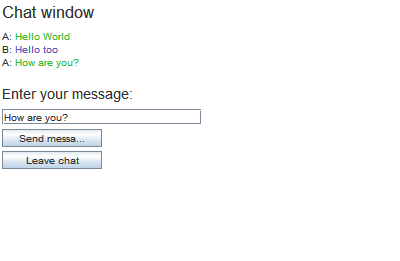 Chat window
A: Hello World
B: Hello too
A: How are you?
Enter your message:
How are you?
Send messa...
Leave chat